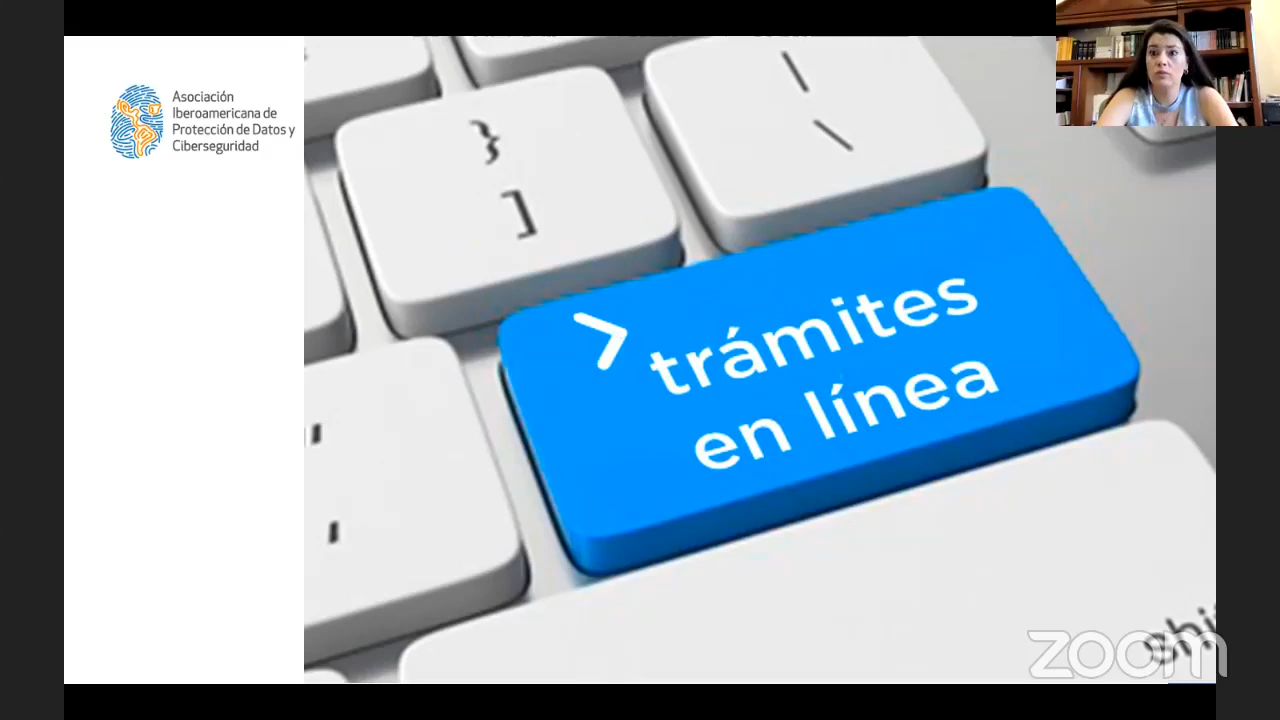 Asociación
Iberoamericana de
Protección de Datos y
Ciberseguridad
}
]
|
\
"
'
> trámites
en línea
zoom